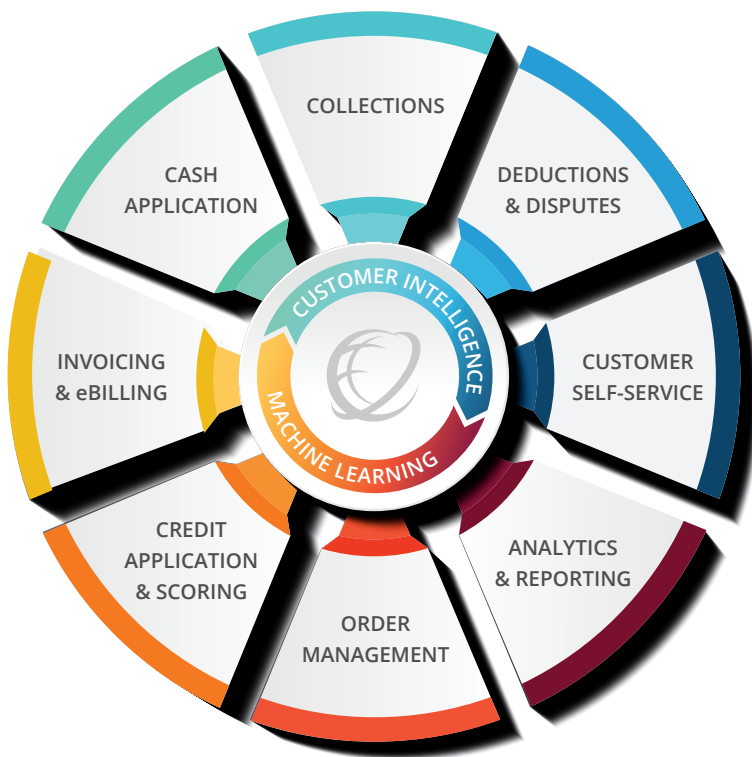 COLLECTIONS
DEDUCTIONS
& DISPUTES
CUSTOMER
SELF-SERVICE
ANALYTICS
& REPORTING
ORDER
MANAGEMENT
CREDIT
APPLICATION
& SCORING
INVOICING
& eBILLING
CASH
APPLICATION
CUSTOMER INTELLIGENCE
MACHINE LEARNING